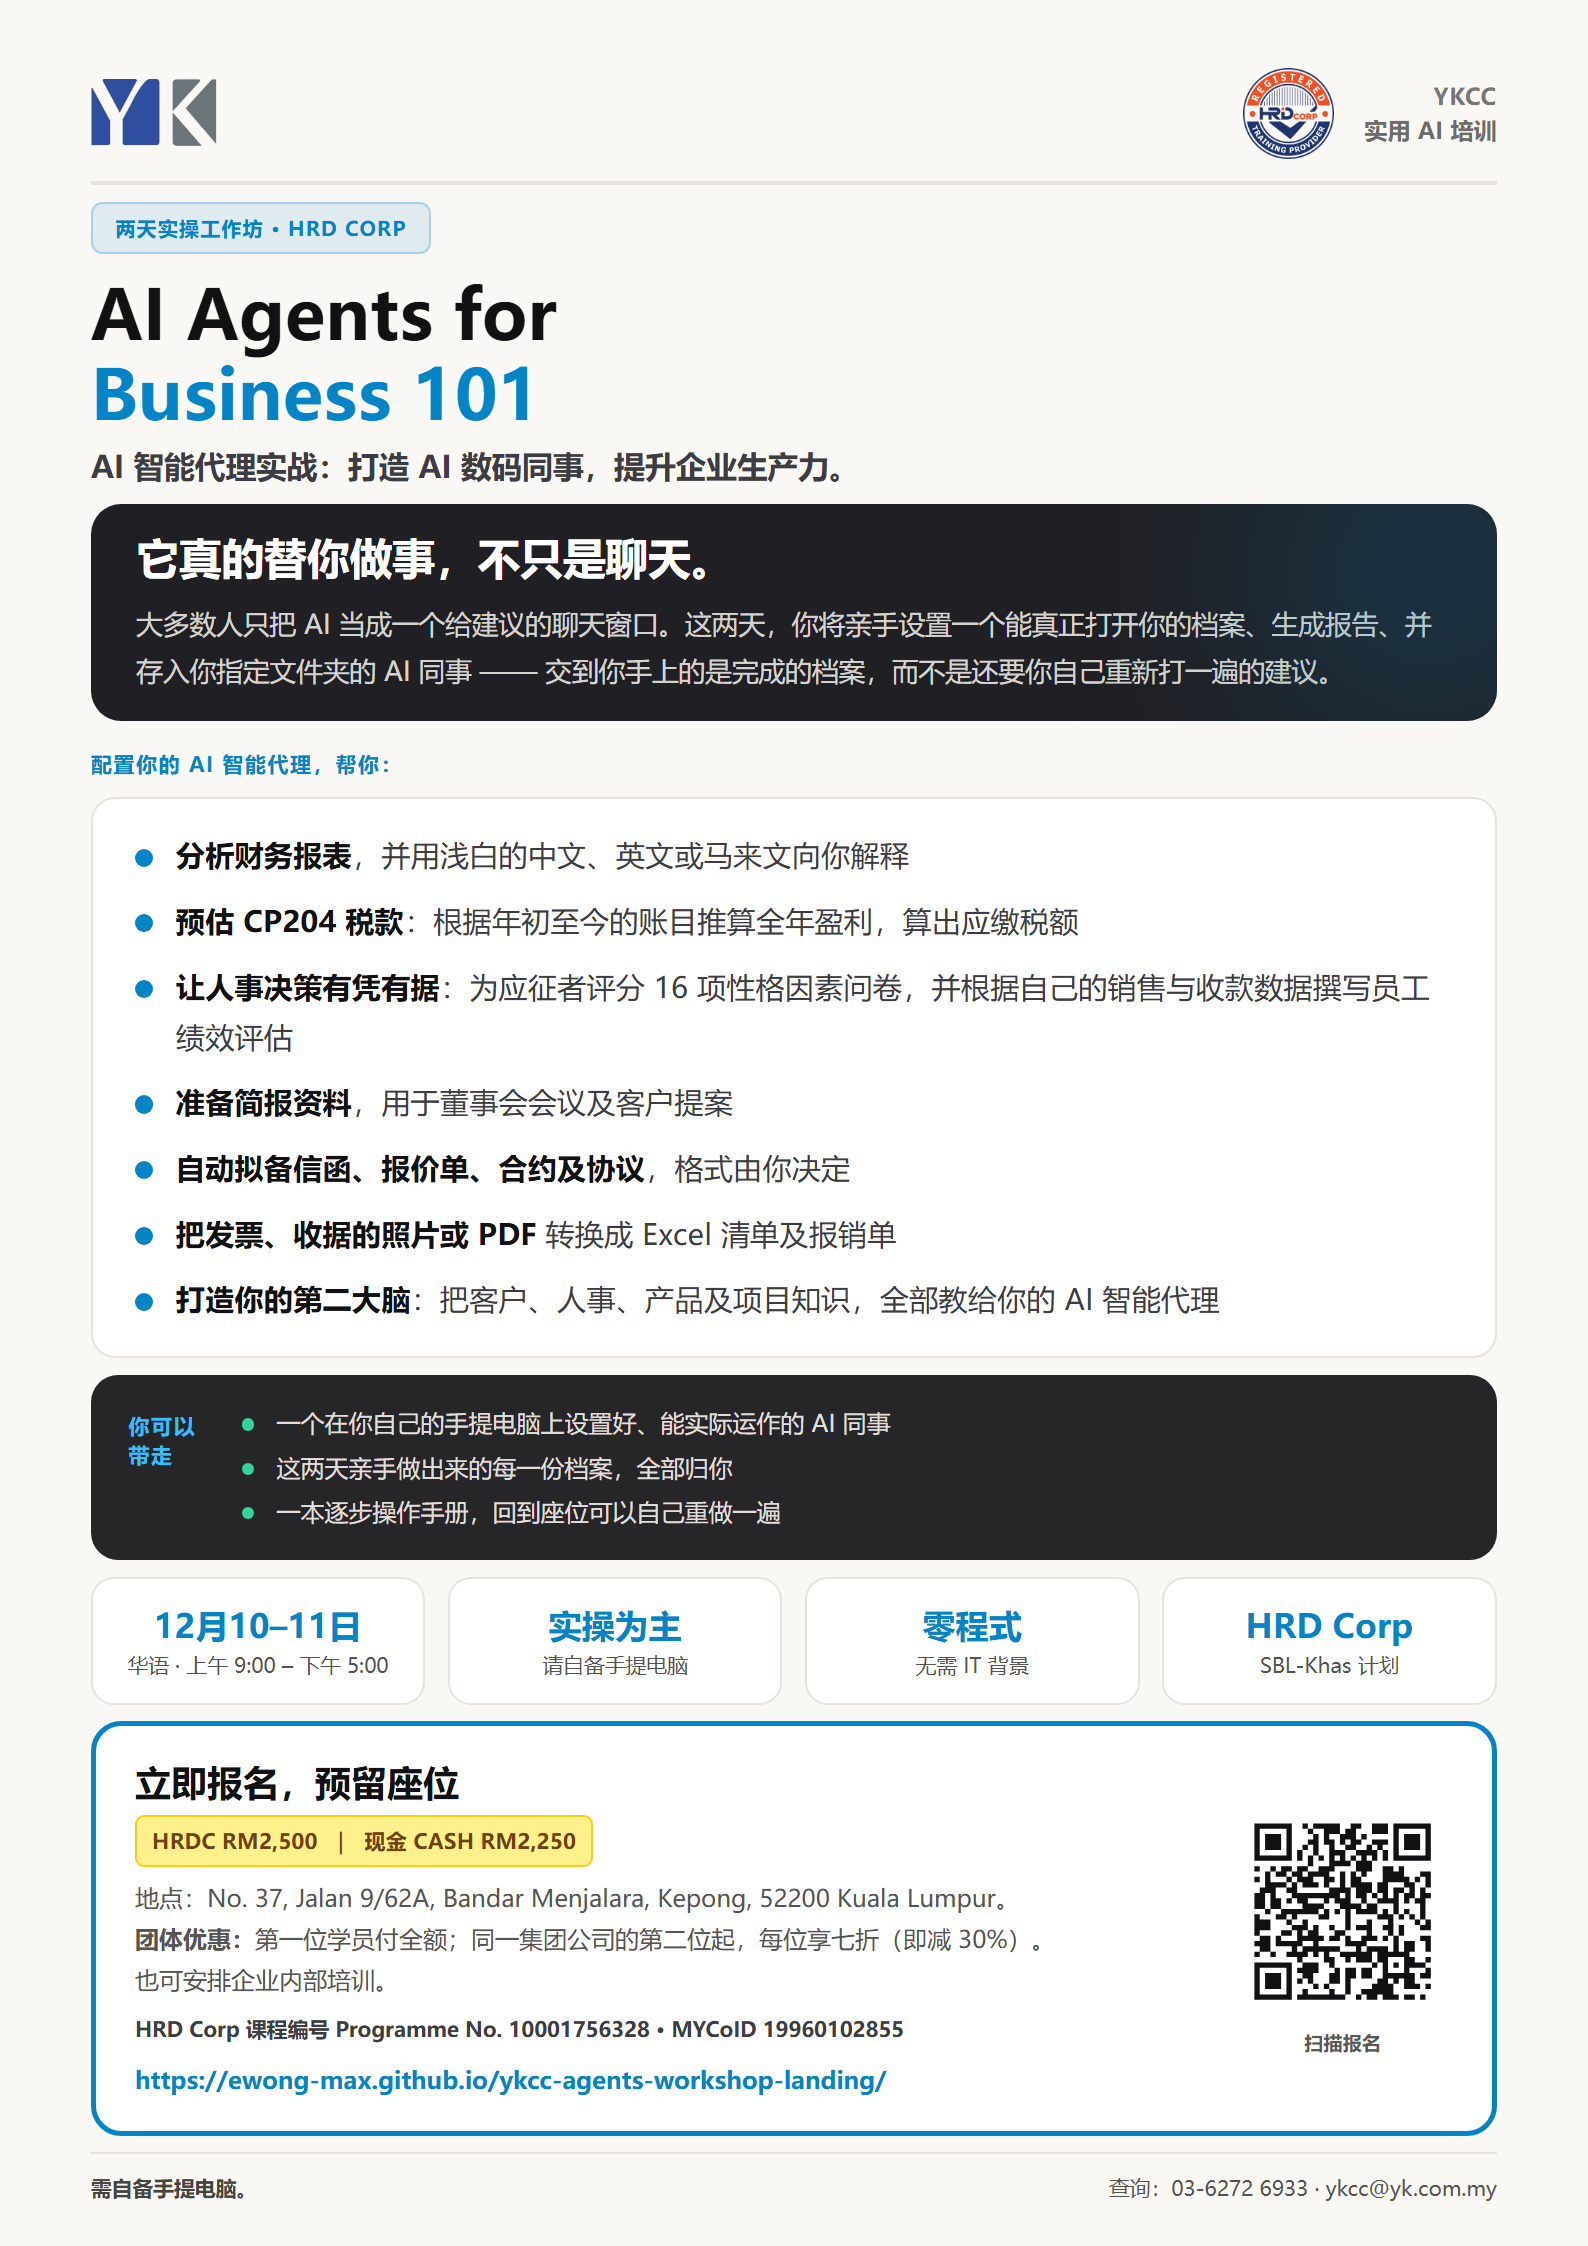 YK
REGISTERED
HRD CORP
TRAINING PROVIDER
YKCC
实用 AI 培训
两天实操工作坊 • HRD CORP
AI Agents for
Business 101
AI 智能代理实战：打造 AI 数码同事，提升企业生产力。
它真的替你做事，不只是聊天。
大多数人只把 AI 当成一个给建议的聊天窗口。这两天，你将亲手设置一个能真正打开你的档案、生成报告、并
存入你指定文件夹的 AI 同事 —— 交到你手上的是完成的档案，而不是还要你自己重新打一遍的建议。
配置你的 AI 智能代理，帮你：
分析财务报表，并用浅白的中文、英文或马来文向你解释
预估 CP204 税款：根据年初至今的账目推算全年盈利，算出应缴税额
让人事决策有凭有据：为应征者评分 16 项性格因素问卷，并根据自己的销售与收款数据撰写员工
绩效评估
准备简报资料，用于董事会会议及客户提案
自动拟备信函、报价单、合约及协议，格式由你决定
把发票、收据的照片或 PDF 转换成 Excel 清单及报销单
打造你的第二大脑：把客户、人事、产品及项目知识，全部教给你的 AI 智能代理
你可以
带走
一个在你自己的手提电脑上设置好、能实际运作的 AI 同事
这两天亲手做出来的每一份档案，全部归你
一本逐步操作手册，回到座位可以自己重做一遍
12月10–11日
华语 · 上午 9:00 – 下午 5:00
实操为主
请自备手提电脑
零程式
无需 IT 背景
HRD Corp
SBL-Khas 计划
立即报名，预留座位
HRDC RM2,500 | 现金 CASH RM2,250
地点：No. 37, Jalan 9/62A, Bandar Menjalara, Kepong, 52200 Kuala Lumpur。
团体优惠：第一位学员付全额；同一集团公司的第二位起，每位享七折（即减 30%）。
也可安排企业内部培训。
HRD Corp 课程编号 Programme No. 10001756328 • MYCoID 19960102855
https://ewong-max.github.io/ykcc-agents-workshop-landing/
扫描报名
需自备手提电脑。
查询：03-6272 6933 · ykcc@yk.com.my